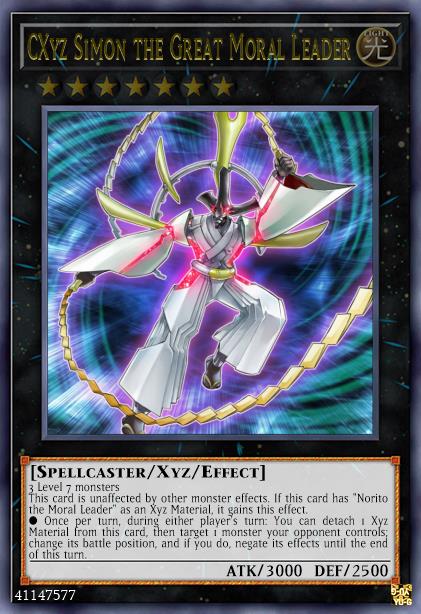 CXyz Simon the Great Moral Leader
LIGHT
光
[Spellcaster/Xyz/Effect]
3 Level 7 monsters
This card is unaffected by other monster effects. If this card has "Norito
the Moral Leader" as an Xyz Material, it gains this effect.
● Once per turn, during either player's turn: You can detach 1 Xyz
Material from this card, then target 1 monster your opponent controls;
change its battle position, and if you do, negate its effects until the end
of this turn.
ATK/3000 DEF/2500
41147577